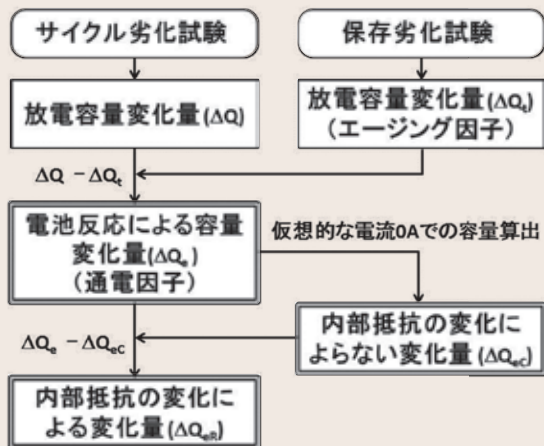 サイクル劣化試験
保存劣化試験
放電容量変化量(ΔQ)
放電容量変化量(ΔQt)
(エージング因子)
ΔQ −ΔQt
電池反応による容量
変化量(ΔQe)
(通電因子)
仮想的な電流0Aでの容量算出
ΔQe −ΔQeC
内部抵抗の変化に
よらない変化量(ΔQeC)
内部抵抗の変化に
よる変化量(ΔQeR)